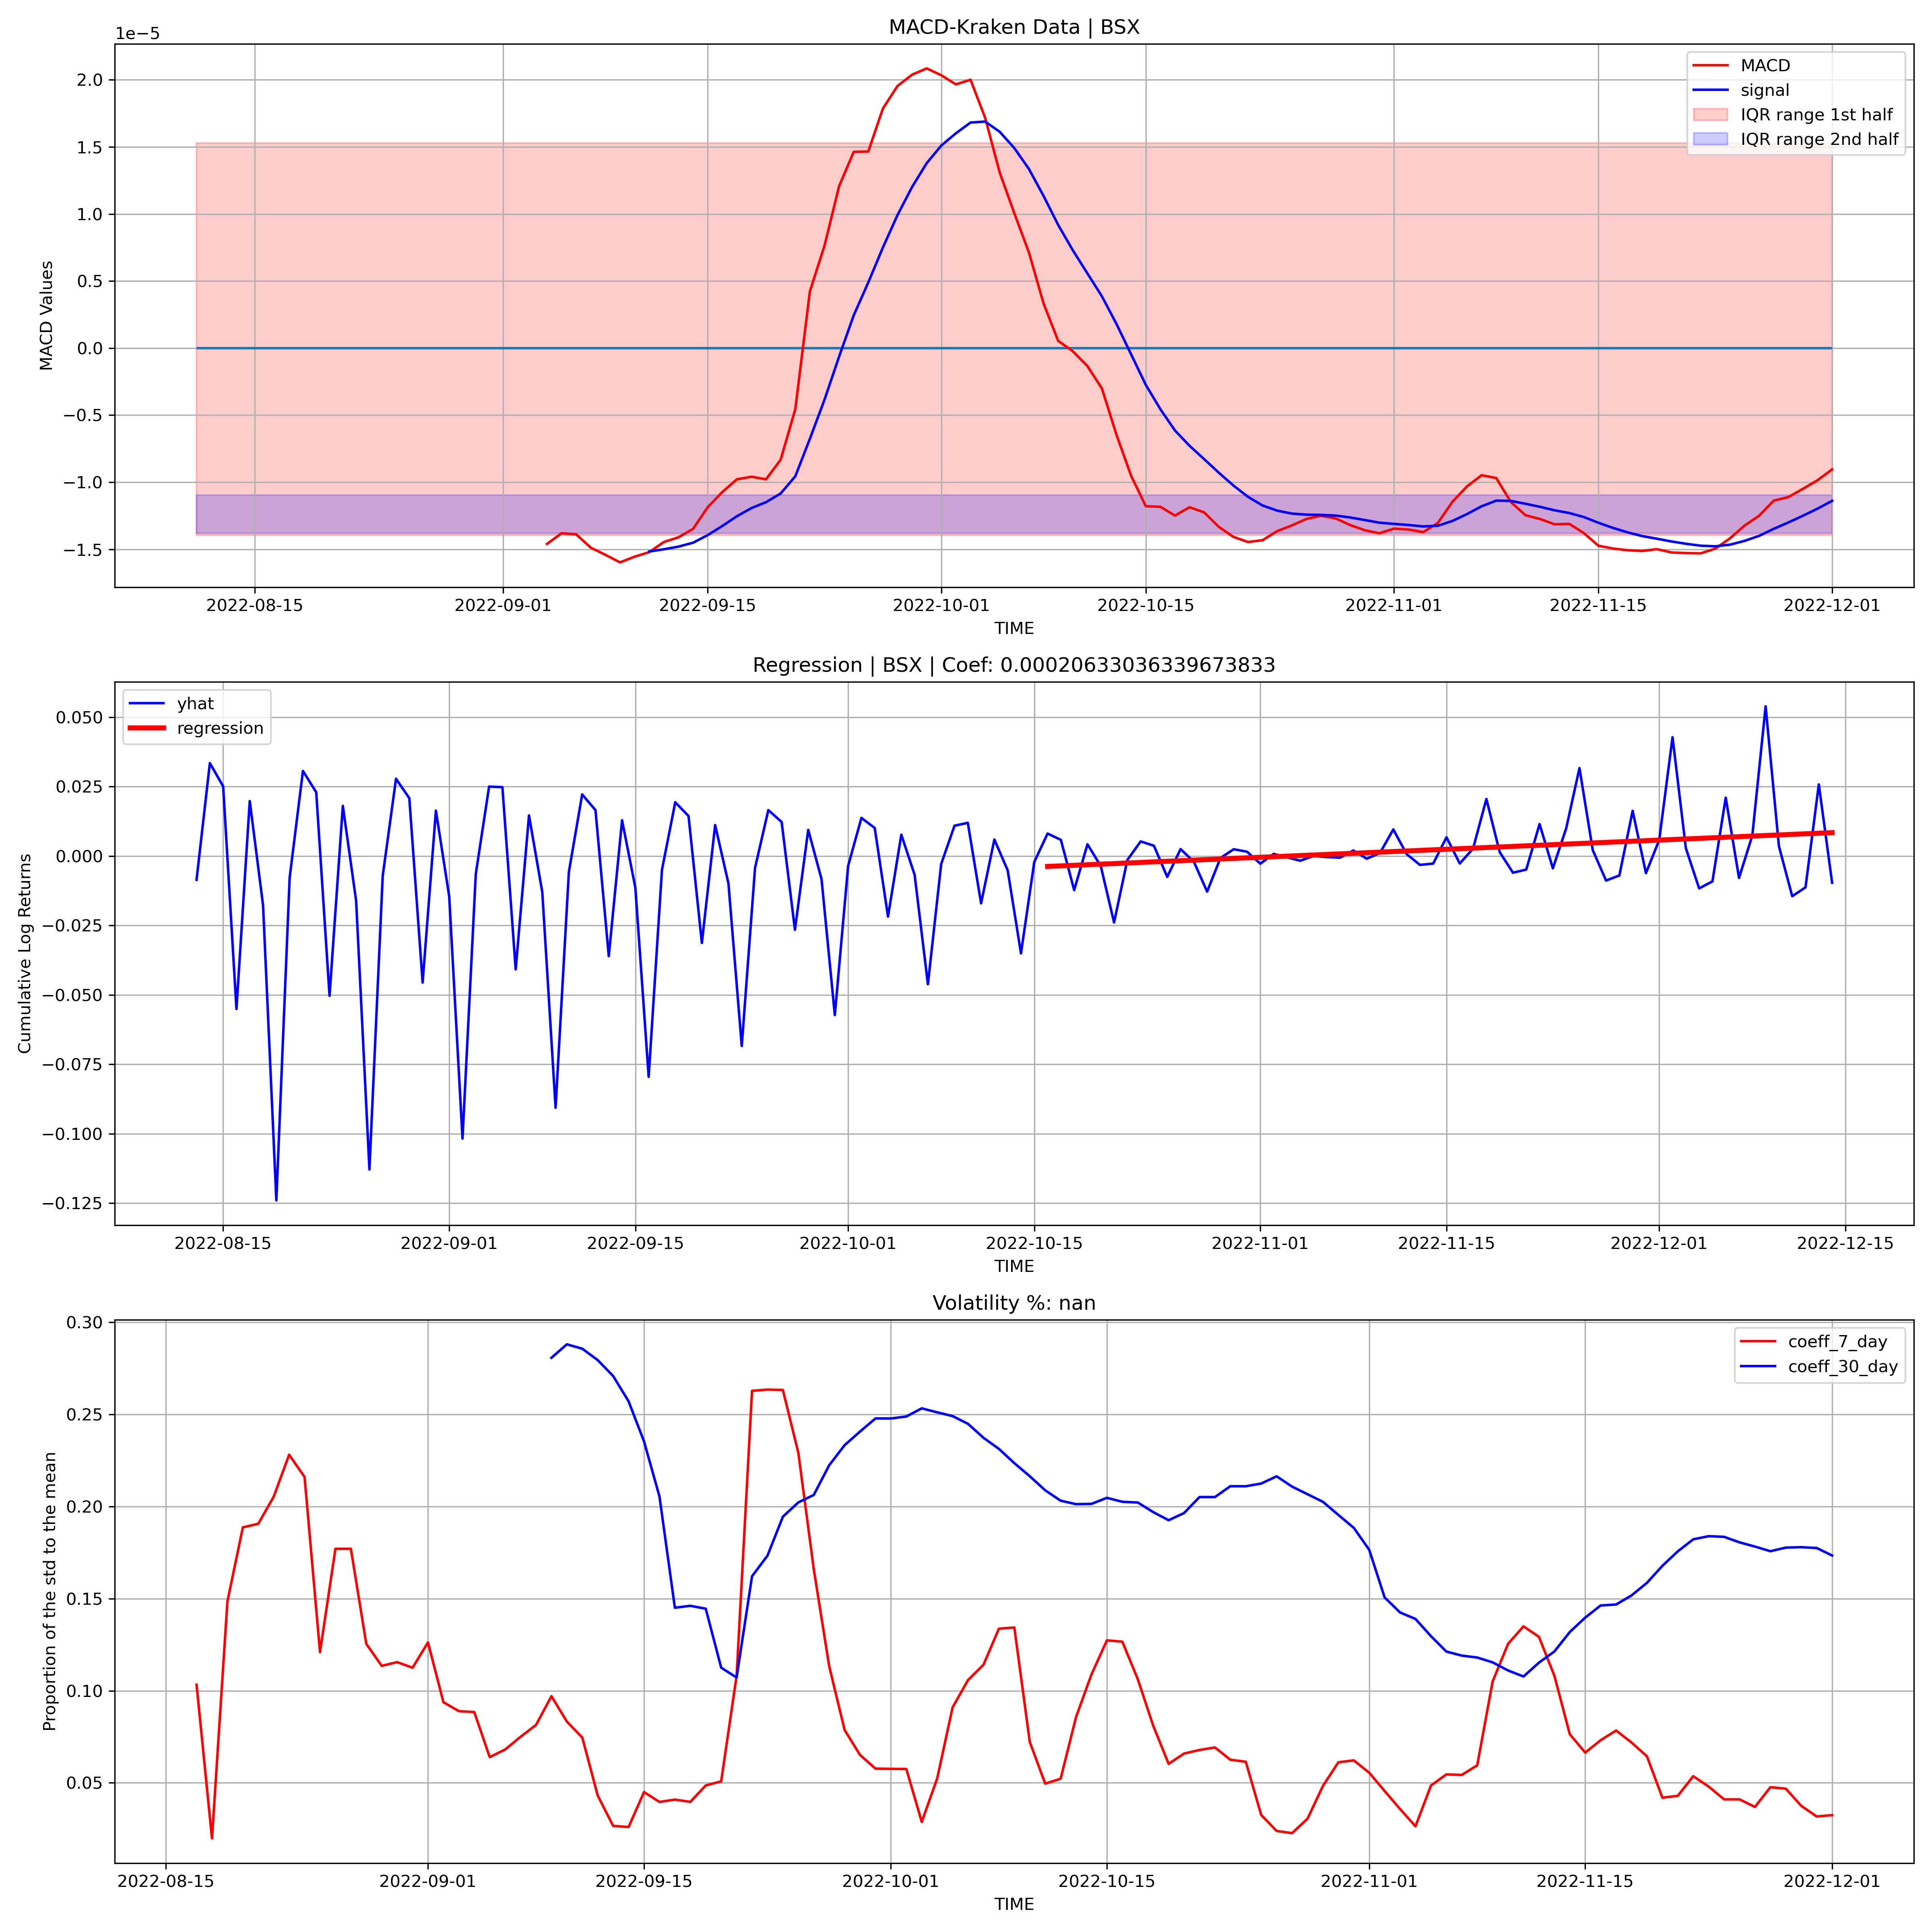 MACD-Kraken Data | BSX
1e−5
MACD
signal
IQR range 1st half
IQR range 2nd half
2.0
1.5
1.0
0.5
0.0
−0.5
−1.0
−1.5
MACD Values
2022-08-15 2022-09-01 2022-09-15 2022-10-01 2022-10-15 2022-11-01 2022-11-15 2022-12-01
TIME
Regression | BSX | Coef: 0.00020633036339673833
yhat
regression
0.050
0.025
0.000
−0.025
−0.050
−0.075
−0.100
−0.125
Cumulative Log Returns
2022-08-15 2022-09-01 2022-09-15 2022-10-01 2022-10-15 2022-11-01 2022-11-15 2022-12-01 2022-12-15
TIME
Volatility %: nan
coeff_7_day
coeff_30_day
0.30
0.25
0.20
0.15
0.10
0.05
Proportion of the std to the mean
2022-08-15 2022-09-01 2022-09-15 2022-10-01 2022-10-15 2022-11-01 2022-11-15 2022-12-01
TIME